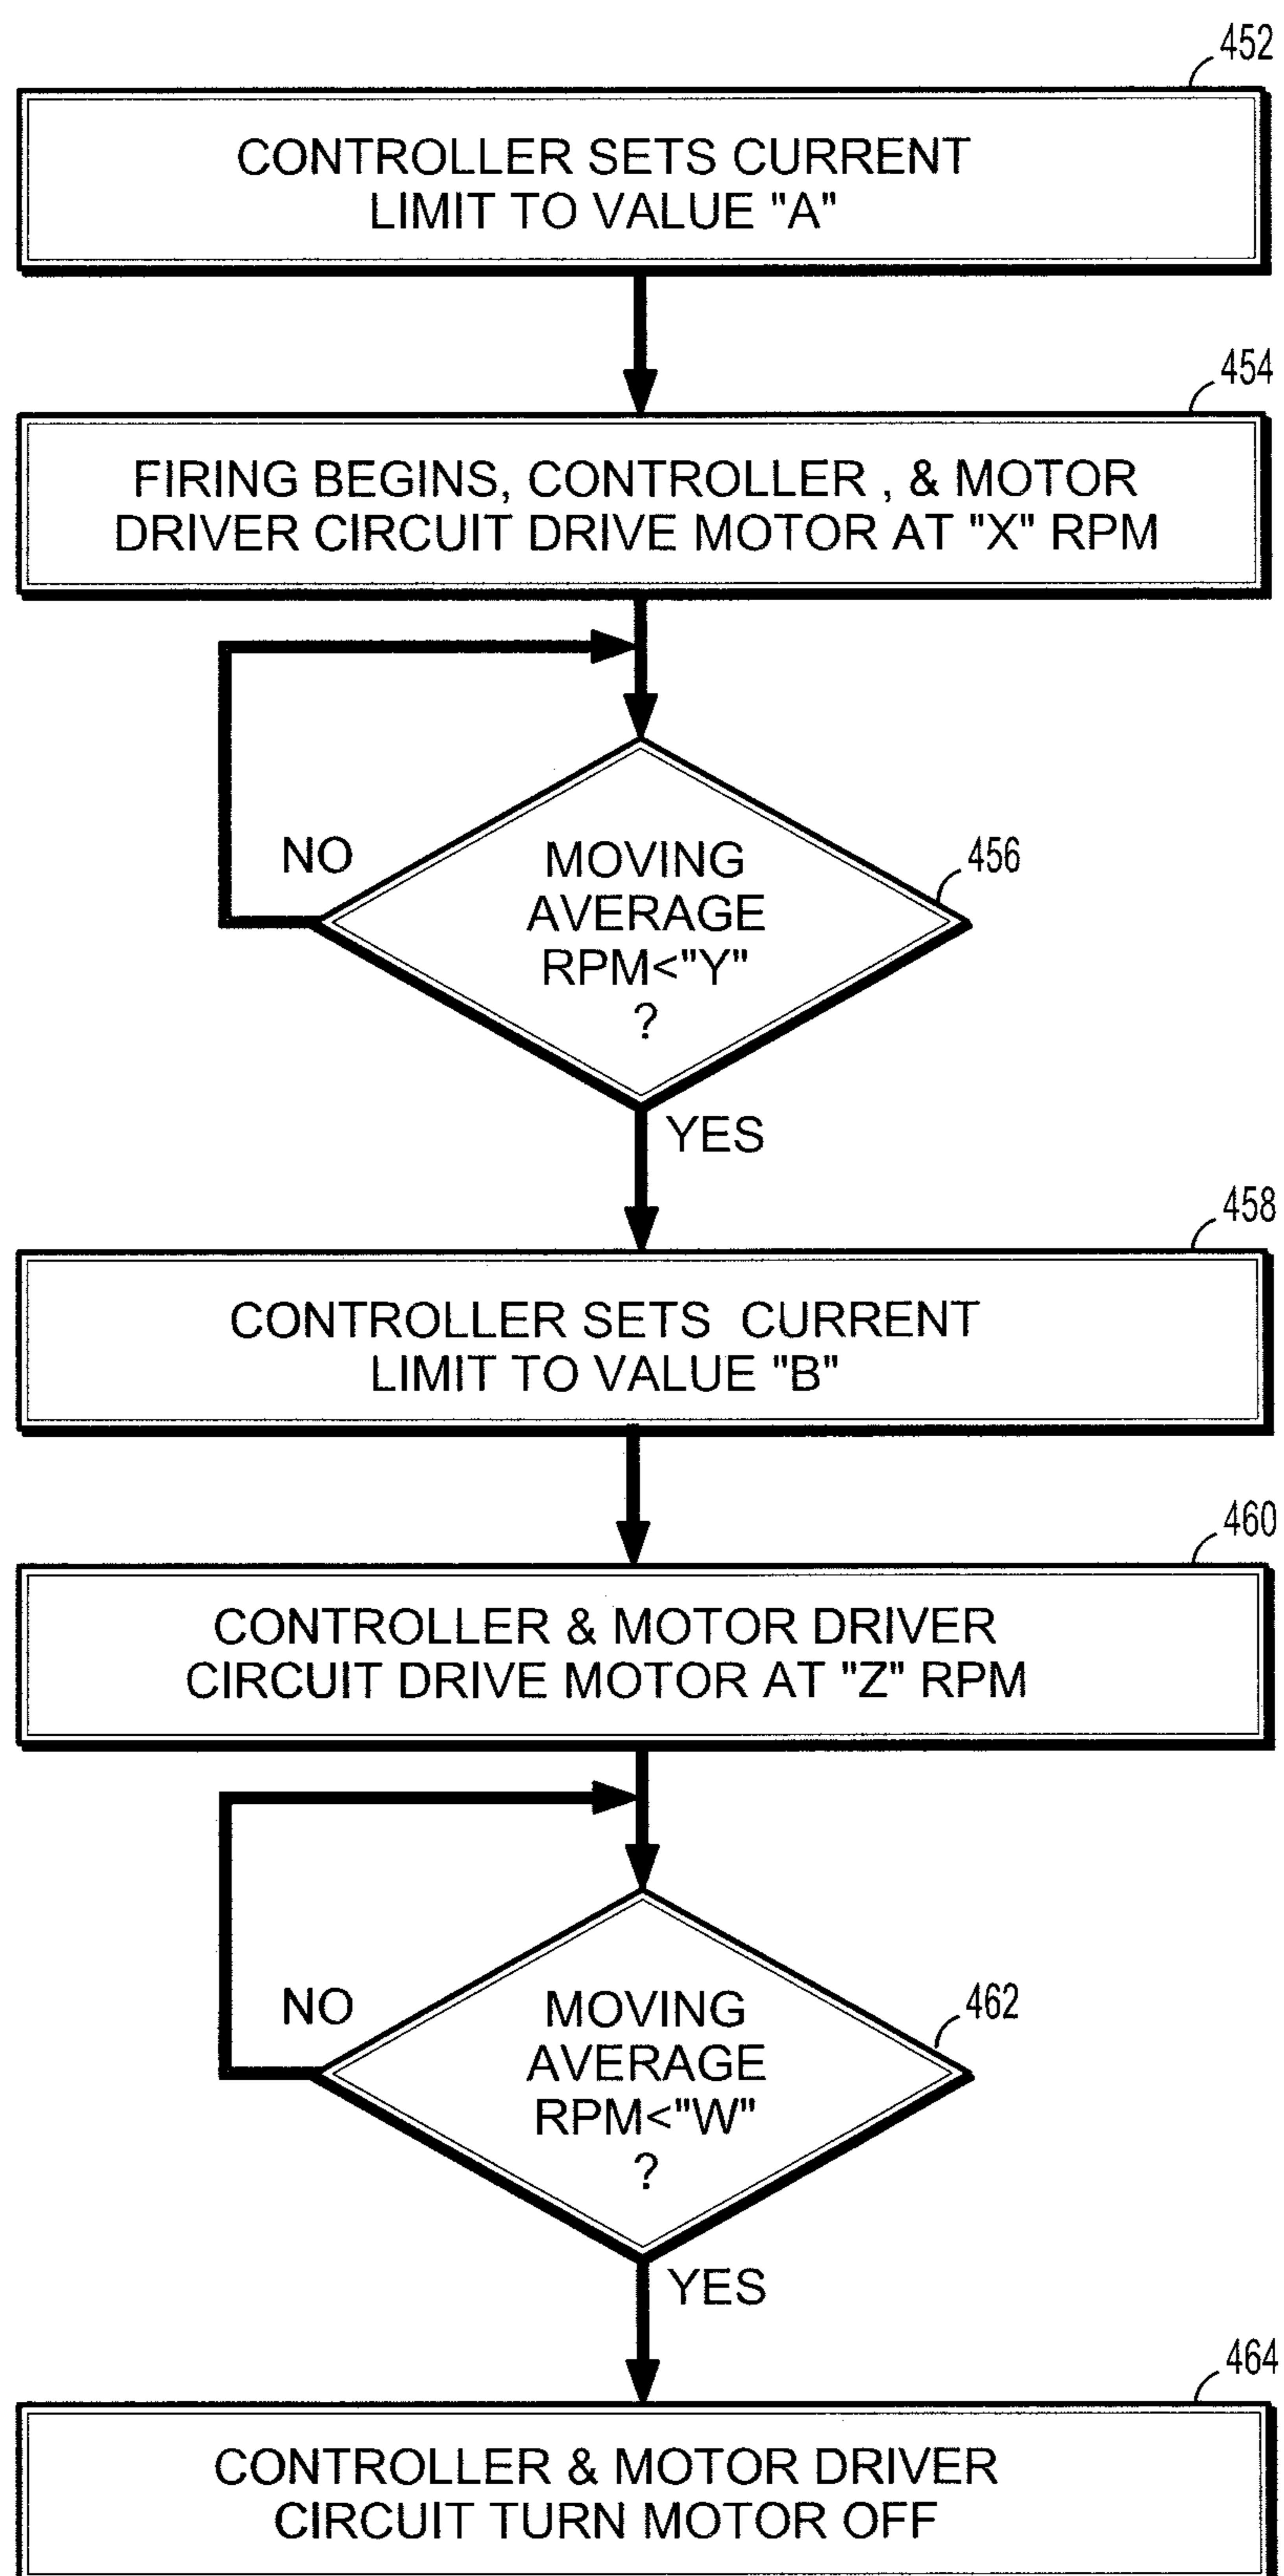 452
CONTROLLER SETS CURRENT
LIMIT TO VALUE "A"
454
FIRING BEGINS, CONTROLLER , & MOTOR
DRIVER CIRCUIT DRIVE MOTOR AT "X" RPM
NO
MOVING
AVERAGE
RPM<"Y"
?
456
YES
458
CONTROLLER SETS CURRENT
LIMIT TO VALUE "B"
460
CONTROLLER & MOTOR DRIVER
CIRCUIT DRIVE MOTOR AT "Z" RPM
NO
MOVING
AVERAGE
RPM<"W"
?
462
YES
464
CONTROLLER & MOTOR DRIVER
CIRCUIT TURN MOTOR OFF